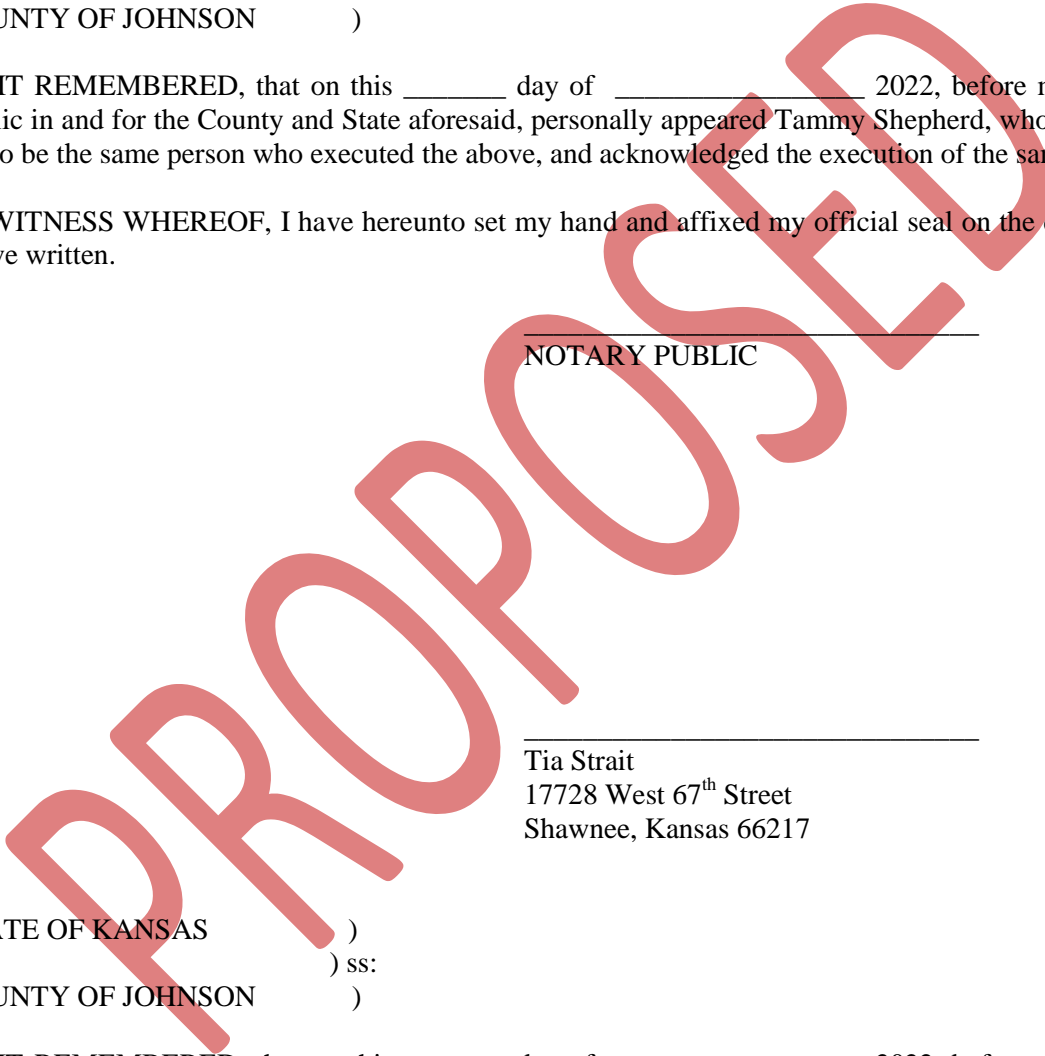 UNTY OF JOHNSON )
IT REMEMBERED, that on this _______ day of _________________ 2022, before
lic in and for the County and State aforesaid, personally appeared Tammy Shepherd, who
o be the same person who executed the above, and acknowledged the execution of the sa
WITNESS WHEREOF, I have hereunto set my hand and affixed my official seal on the
ve written.
_______________________________
NOTARY PUBLIC
PROPOSED
_______________________________
Tia Strait
17728 West 67th Street
Shawnee, Kansas 66217
ATE OF KANSAS )
) ss:
UNTY OF JOHNSON )